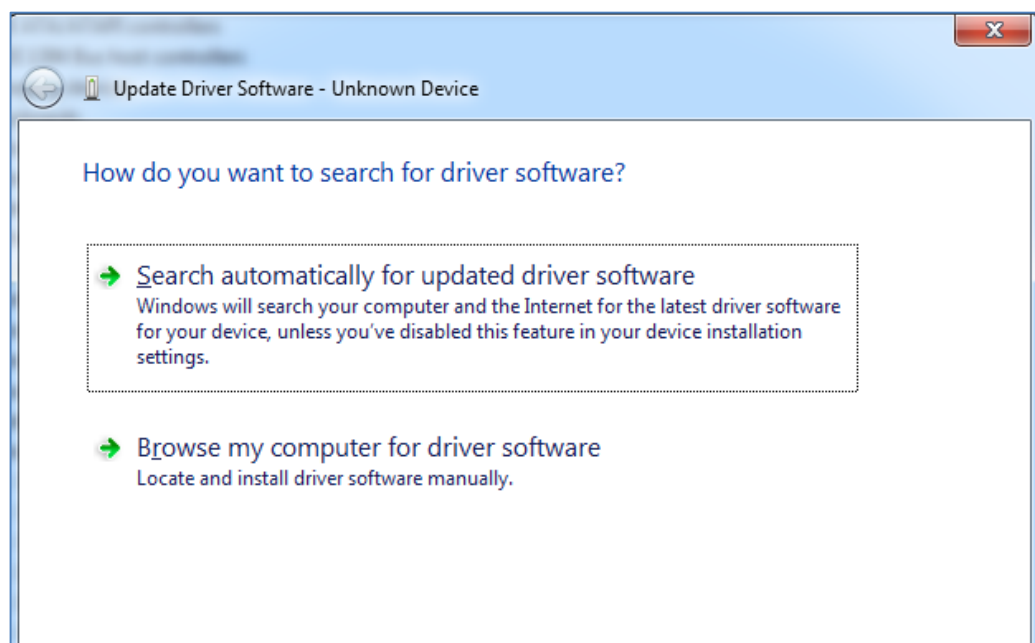 Update Driver Software - Unknown Device
How do you want to search for driver software?
Search automatically for updated driver software
Windows will search your computer and the Internet for the latest driver software
for your device, unless you've disabled this feature in your device installation
settings.
Browse my computer for driver software
Locate and install driver software manually.